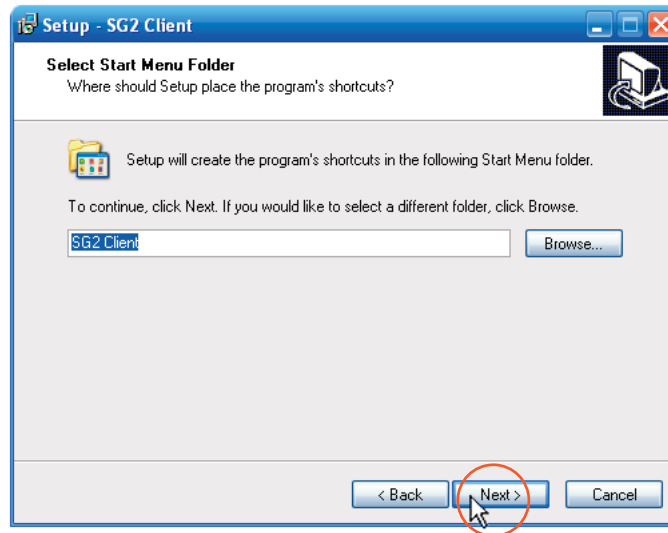 Setup - SG2 Client
Select Start Menu Folder
Where should Setup place the program's shortcuts?
Setup will create the program's shortcuts in the following Start Menu folder.
To continue, click Next. If you would like to select a different folder, click Browse.
SG2 Client
Browse...
< Back
Next >
Cancel